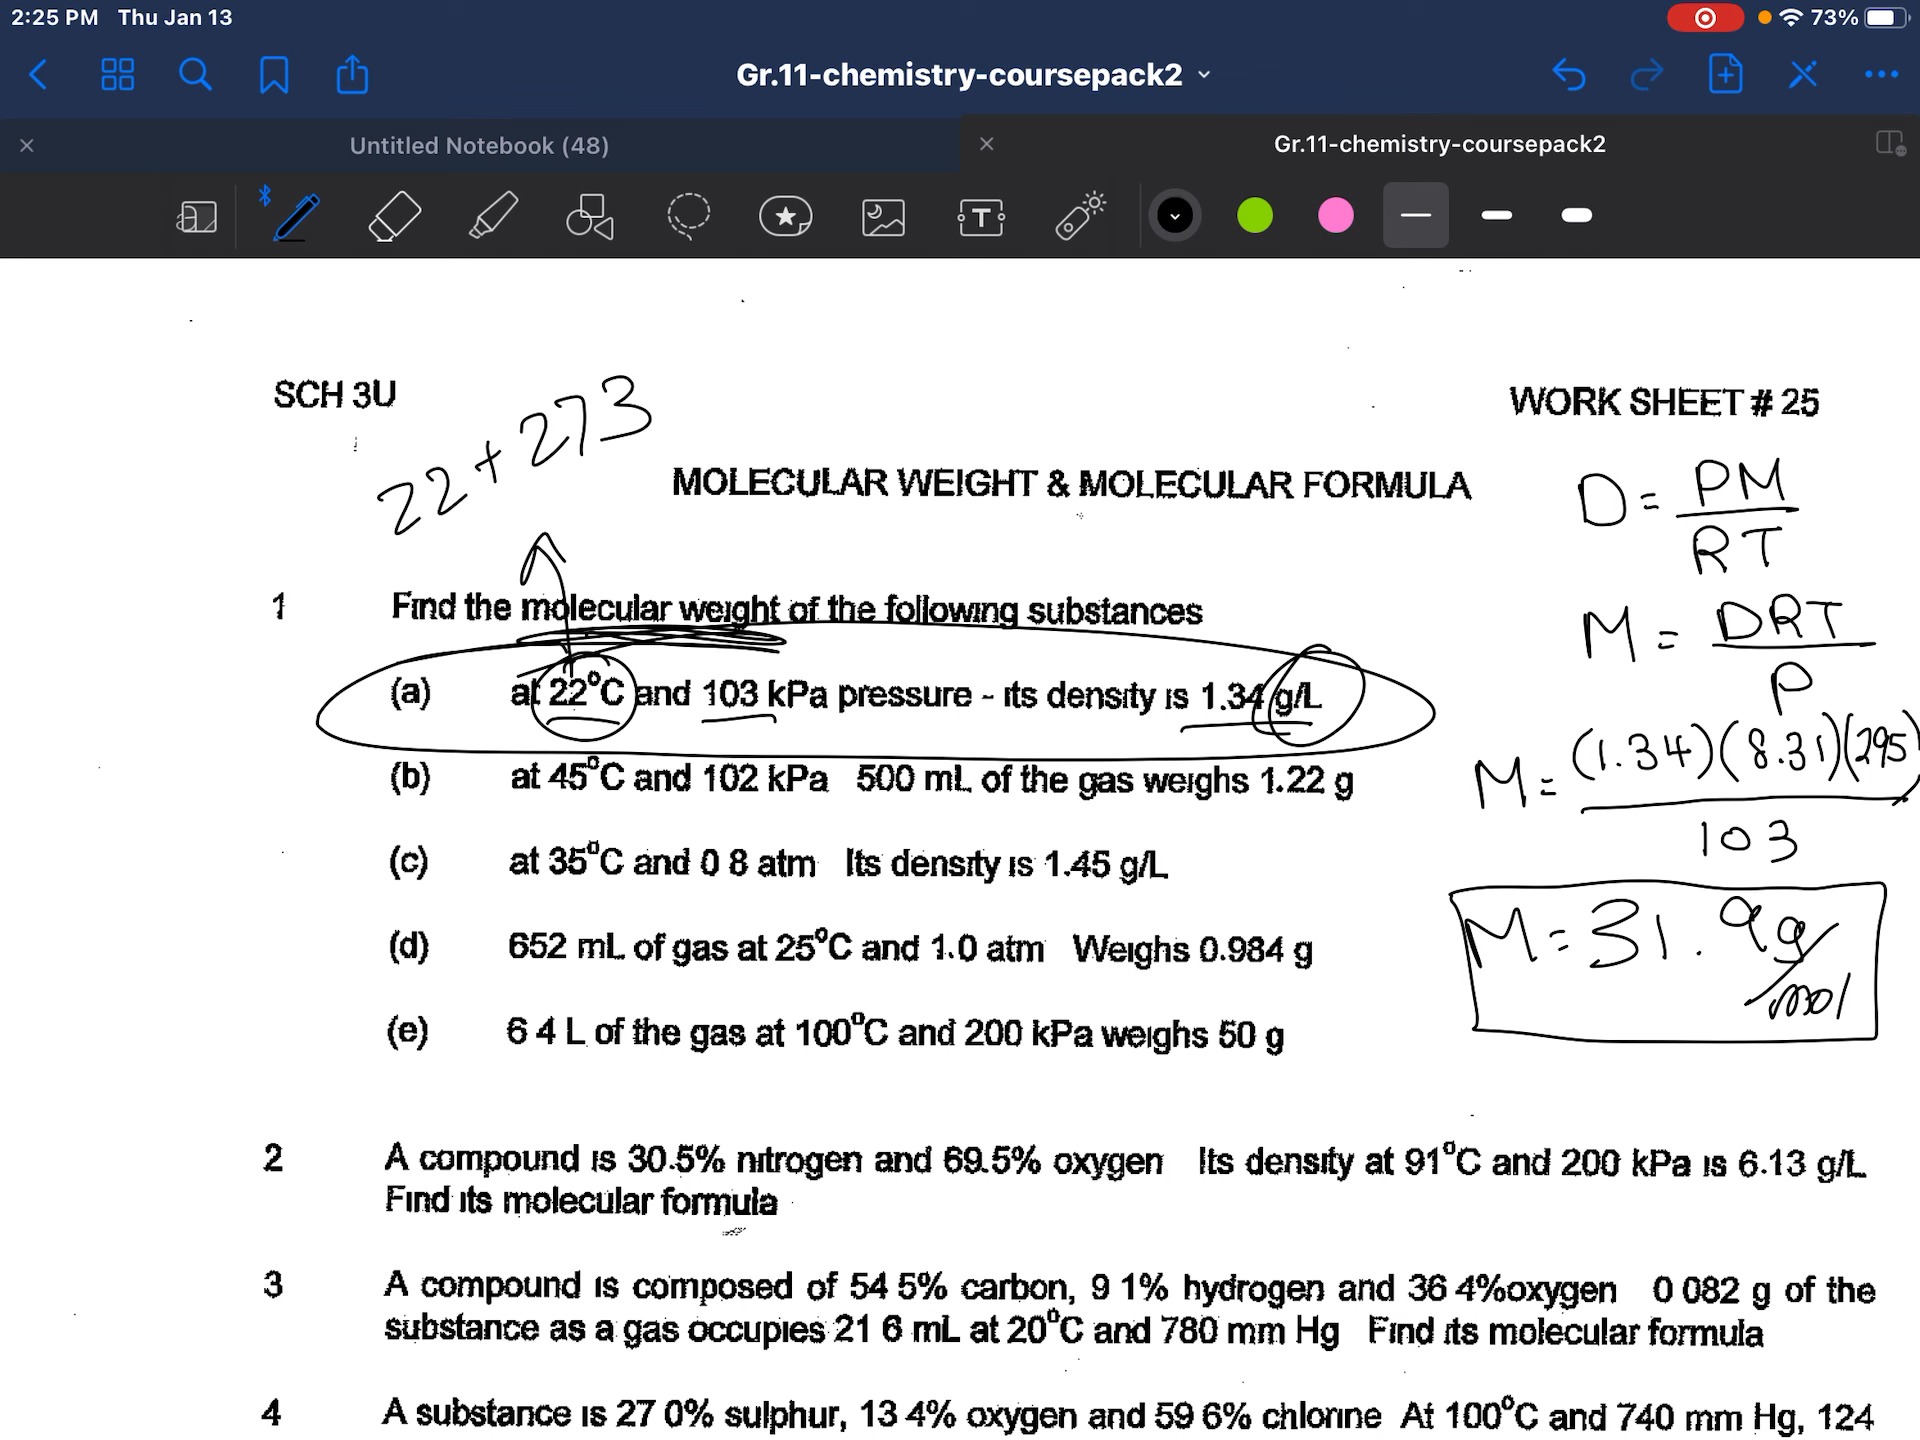 2:25 PM Thu Jan 13
73%
Gr.11-chemistry-coursepack2
Untitled Notebook (48)
Gr.11-chemistry-coursepack2
SCH 3U
WORK SHEET # 25
22 + 273
MOLECULAR WEIGHT & MOLECULAR FORMULA
D = PM
RT
1 Find the molecular weight of the following substances
M = DRT
P
(a) at 22°C and 103 kPa pressure - its density is 1.34 g/L
(b) at 45°C and 102 kPa 500 mL of the gas weighs 1.22 g
M = (1.34)(8.31)(295)
103
(c) at 35°C and 0 8 atm Its density is 1.45 g/L
(d) 652 mL of gas at 25°C and 1.0 atm Weighs 0.984 g
M = 31.9 g/mol
(e) 6 4 L of the gas at 100°C and 200 kPa weighs 50 g
2 A compound is 30.5% nitrogen and 69.5% oxygen Its density at 91°C and 200 kPa is 6.13 g/L
Find its molecular formula
3 A compound is composed of 54 5% carbon, 9 1% hydrogen and 36 4%oxygen 0 082 g of the
substance as a gas occupies 21 6 mL at 20°C and 780 mm Hg Find its molecular formula
4 A substance is 27 0% sulphur, 13 4% oxygen and 59 6% chlorine At 100°C and 740 mm Hg, 124